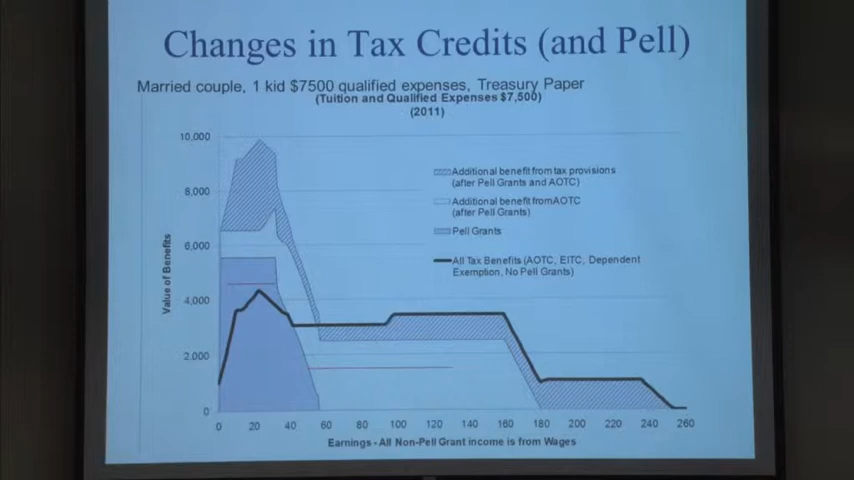 Changes in Tax Credits (and Pell)
Married couple, 1 kid $7500 qualified expenses, Treasury Paper
(Tuition and Qualified Expenses $7,500)
(2011)
10,000
8,000
6,000
4,000
2,000
0
Value of Benefits
Additional benefit from tax provisions
(after Pell Grants and AOTC)
Additional benefit from AOTC
(after Pell Grants)
Pell Grants
All Tax Benefits (AOTC, EITC, Dependent
Exemption, No Pell Grants)
0 20 40 60 80 100 120 140 160 180 200 220 240 260
Earnings - All Non-Pell Grant income is from Wages